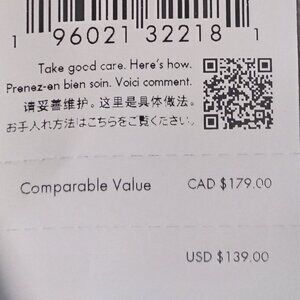 1 96021 32218 1
Take good care. Here's how.
Prenez-en bien soin. Voici comment.
请妥善维护。这里是具体做法。
お手入れ方法はこちらをご覧ください。
Comparable Value CAD $179.00
USD $139.00